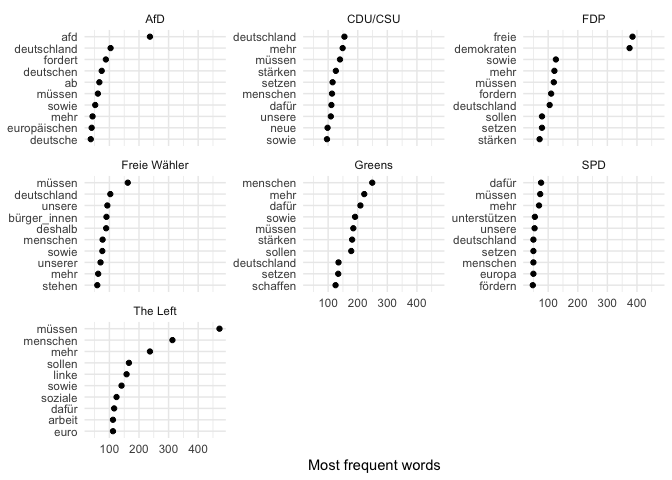 AfD
afd
deutschland
fordert
deutschen
ab
müssen
sowie
mehr
europäischen
deutsche
CDU/CSU
deutschland
mehr
müssen
stärken
setzen
menschen
dafür
unsere
neue
sowie
FDP
freie
demokraten
sowie
mehr
müssen
fordern
deutschland
sollen
setzen
stärken
Freie Wähler
müssen
deutschland
unsere
bürger_innen
deshalb
menschen
sowie
unserer
mehr
stehen
Greens
menschen
mehr
dafür
sowie
müssen
stärken
sollen
deutschland
setzen
schaffen
100 200 300 400
SPD
dafür
müssen
mehr
unterstützen
unsere
deutschland
setzen
menschen
europa
fördern
100 200 300 400
The Left
müssen
menschen
mehr
sollen
linke
sowie
soziale
dafür
arbeit
euro
100 200 300 400
Most frequent words